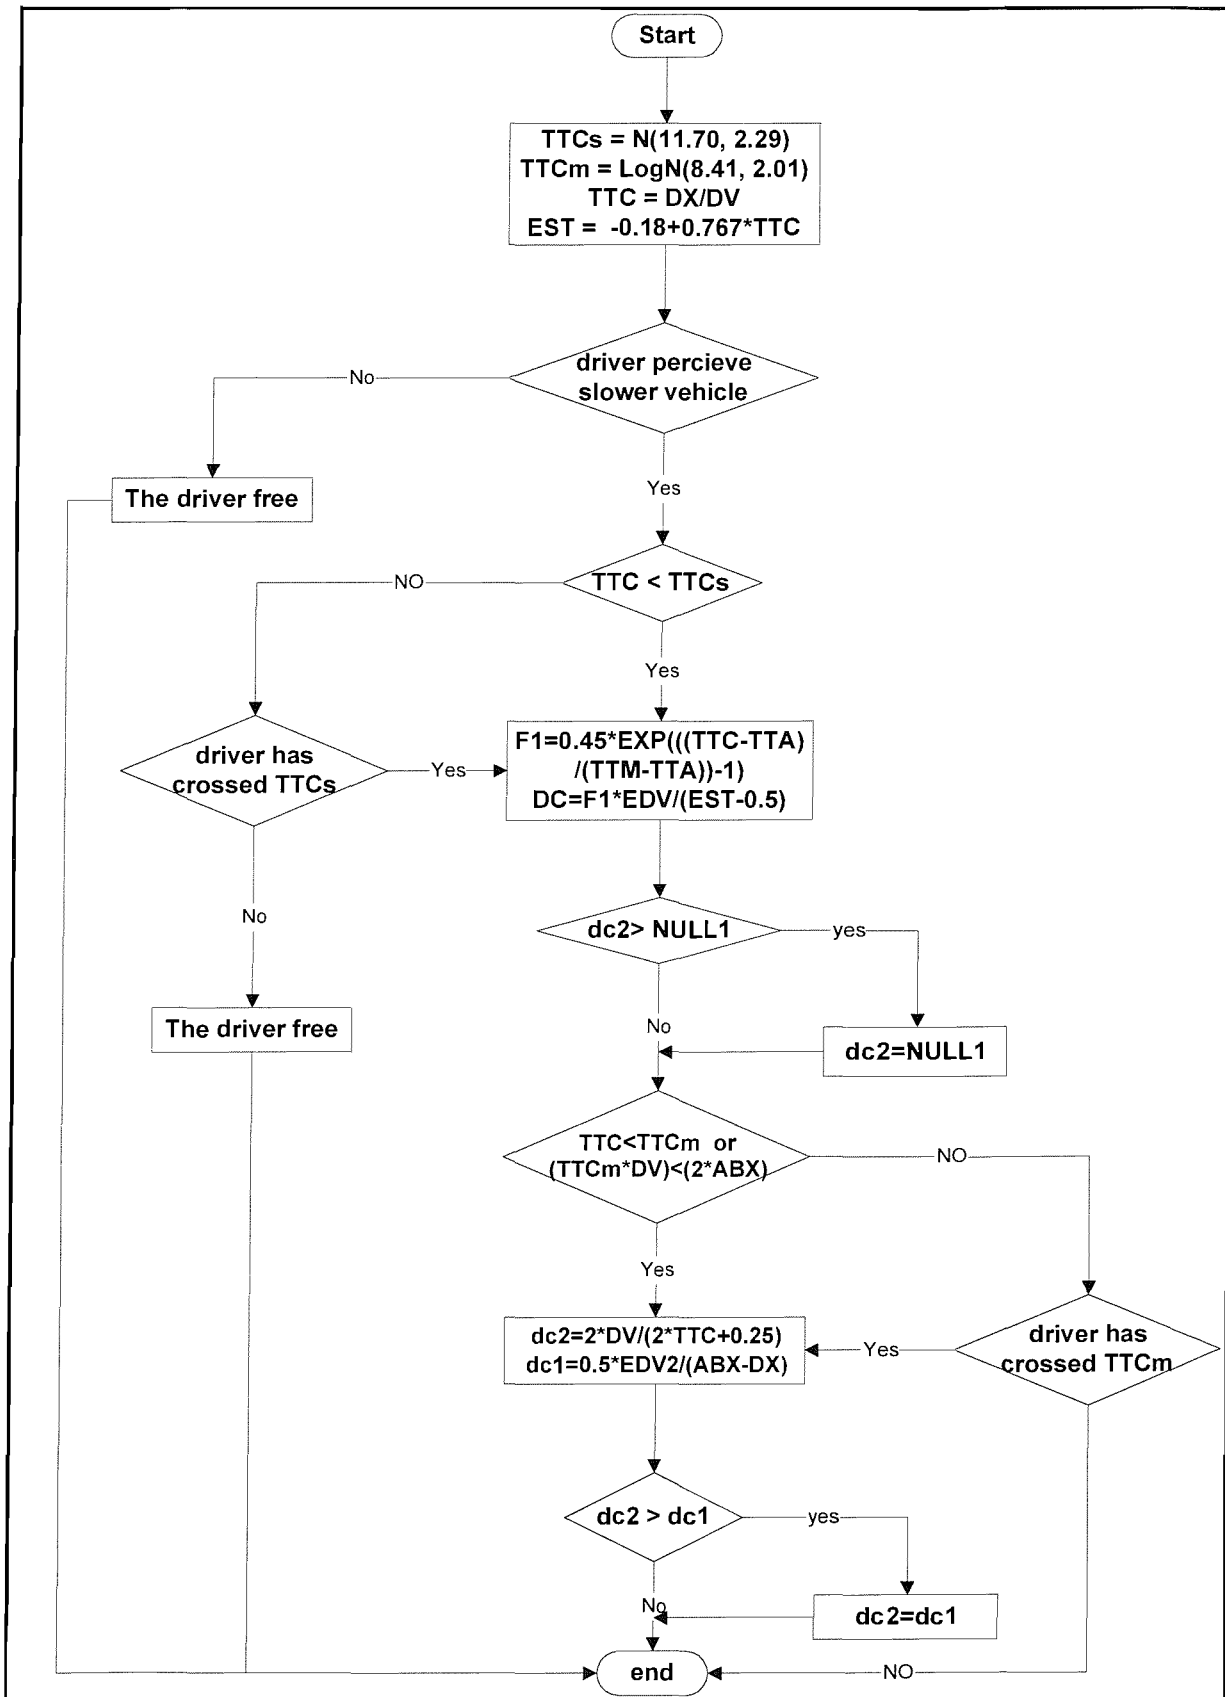 Start
TTCs = N(11.70, 2.29)
TTCm = LogN(8.41, 2.01)
TTC = DX/DV
EST = -0.18+0.767*TTC
driver percieve
slower vehicle
No
Yes
The driver free
TTC < TTCs
NO
Yes
driver has
crossed TTCs
Yes
F1=0.45*EXP(((TTC-TTA)
/(TTM-TTA))-1)
DC=F1*EDV/(EST-0.5)
No
dc2> NULL1
yes
The driver free
No
dc2=NULL1
TTC<TTCm or
(TTCm*DV)<(2*ABX)
NO
Yes
dc2=2*DV/(2*TTC+0.25)
dc1=0.5*EDV2/(ABX-DX)
Yes
driver has
crossed TTCm
dc2 > dc1
yes
No
dc2=dc1
end
NO